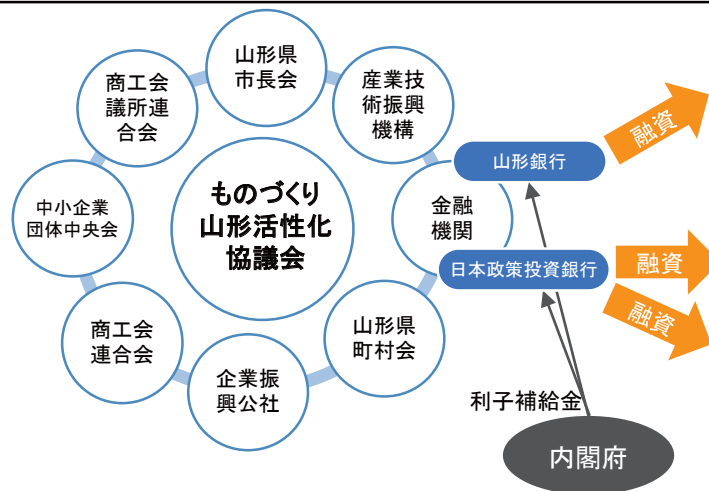 山形県
市長会
産業技
術振興
機構
金融
機関
山形県
町村会
企業振
興公社
商工会
連合会
中小企業
団体中央会
商工会
議所連
合会
ものづくり
山形活性化
協議会
山形銀行
日本政策投資銀行
融資
融資
融資
利子補給金
内閣府